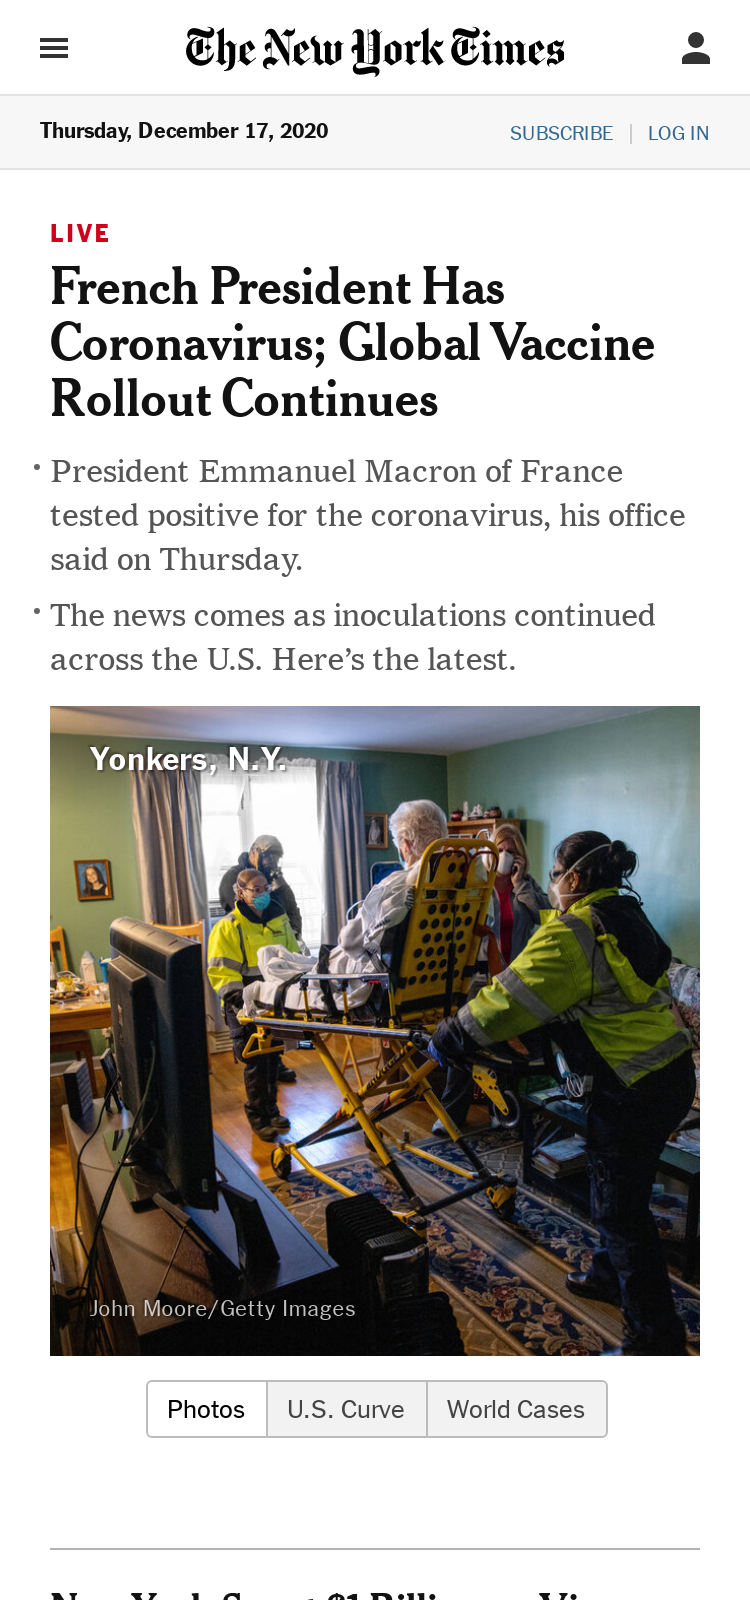 The New York Times
Thursday, December 17, 2020
SUBSCRIBE | LOG IN
LIVE
French President Has
Coronavirus; Global Vaccine
Rollout Continues
• President Emmanuel Macron of France
tested positive for the coronavirus, his office
said on Thursday.
• The news comes as inoculations continued
across the U.S. Here’s the latest.
Yonkers, N.Y.
John Moore/Getty Images
Photos
U.S. Curve
World Cases